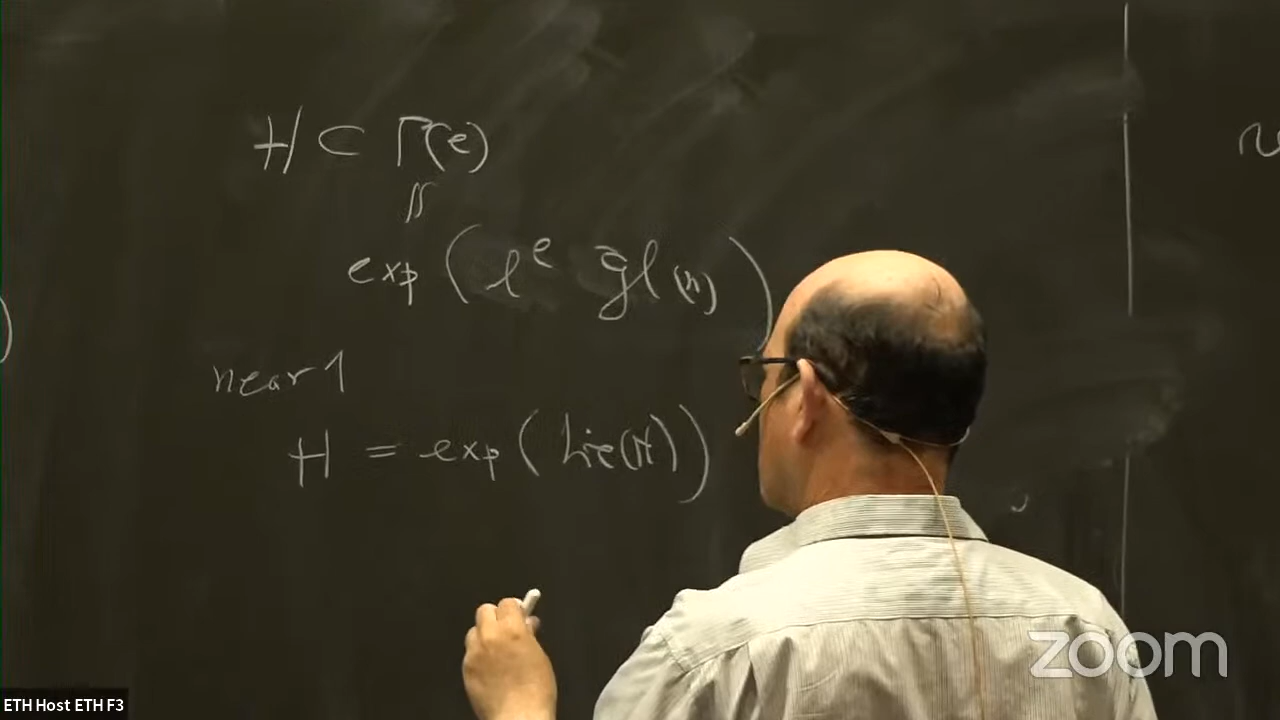 H ⊂ Γ(e)
≀≀
exp ( ℓ^e gl(n) )
near 1
H = exp ( Lie(H) )
zoom
ETH Host ETH F3